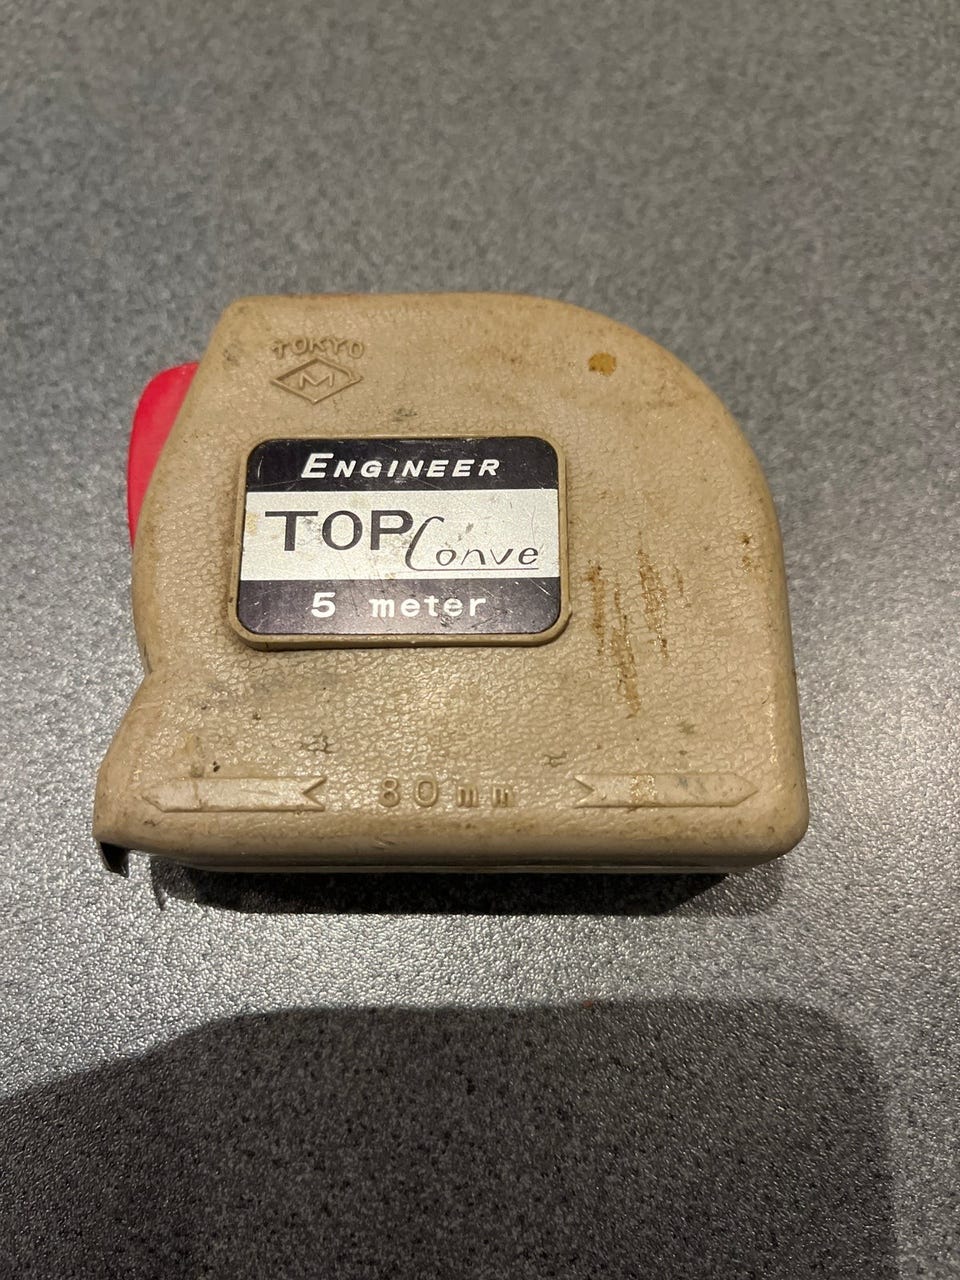 TOKYO
M
ENGINEER
TOP Conve
5 meter
80mm